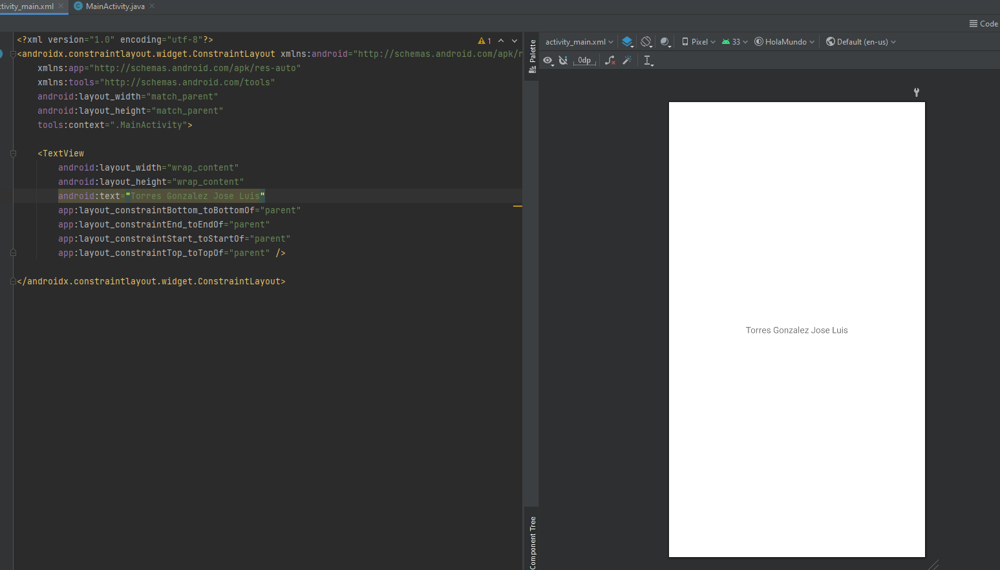 ctivity_main.xml MainActivity.java
Code
<?xml version="1.0" encoding="utf-8"?>
1
<androidx.constraintlayout.widget.ConstraintLayout xmlns:android="http://schemas.android.com/apk/r
xmlns:app="http://schemas.android.com/apk/res-auto"
xmlns:tools="http://schemas.android.com/tools"
android:layout_width="match_parent"
android:layout_height="match_parent"
tools:context=".MainActivity">
<TextView
android:layout_width="wrap_content"
android:layout_height="wrap_content"
android:text="Torres Gonzalez Jose Luis"
app:layout_constraintBottom_toBottomOf="parent"
app:layout_constraintEnd_toEndOf="parent"
app:layout_constraintStart_toStartOf="parent"
app:layout_constraintTop_toTopOf="parent" />
</androidx.constraintlayout.widget.ConstraintLayout>
Palette
Component Tree
activity_main.xml Pixel 33 HolaMundo Default (en-us)
0dp
Torres Gonzalez Jose Luis